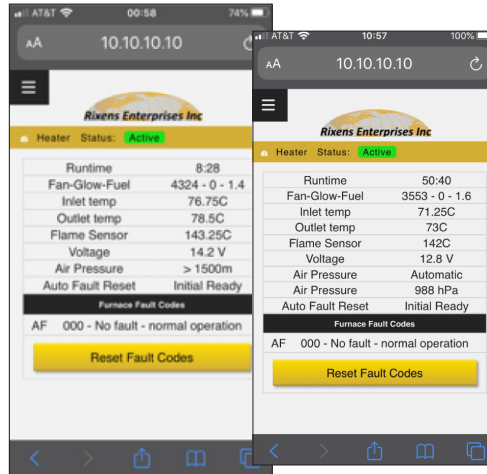 AT&T 00:58 74%
AA 10.10.10.10
Rixens Enterprises Inc
Heater Status: Active
Runtime 8:28
Fan-Glow-Fuel 4324 - 0 - 1.4
Inlet temp 76.75C
Outlet temp 78.5C
Flame Sensor 143.25C
Voltage 14.2 V
Air Pressure > 1500m
Auto Fault Reset Initial Ready
Furnace Fault Codes
AF 000 - No fault - normal operation
Reset Fault Codes
AT&T 10:57 100%
AA 10.10.10.10
Rixens Enterprises Inc
Heater Status: Active
Runtime 50:40
Fan-Glow-Fuel 3553 - 0 - 1.6
Inlet temp 71.25C
Outlet temp 73C
Flame Sensor 142C
Voltage 12.8 V
Air Pressure Automatic
Air Pressure 988 hPa
Auto Fault Reset Initial Ready
Furnace Fault Codes
AF 000 - No fault - normal operation
Reset Fault Codes